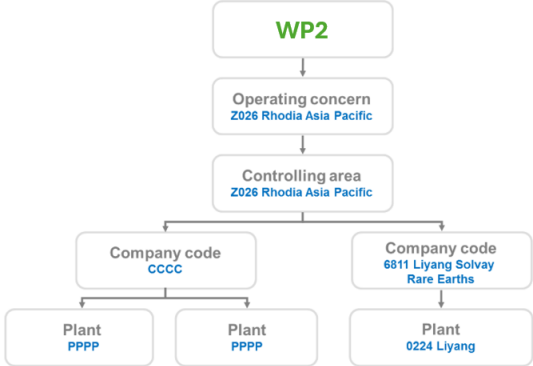 WP2
Operating concern
Z026 Rhodia Asia Pacific
Controlling area
Z026 Rhodia Asia Pacific
Company code
CCCC
Company code
6811 Liyang Solvay
Rare Earths
Plant
PPPP
Plant
PPPP
Plant
0224 Liyang